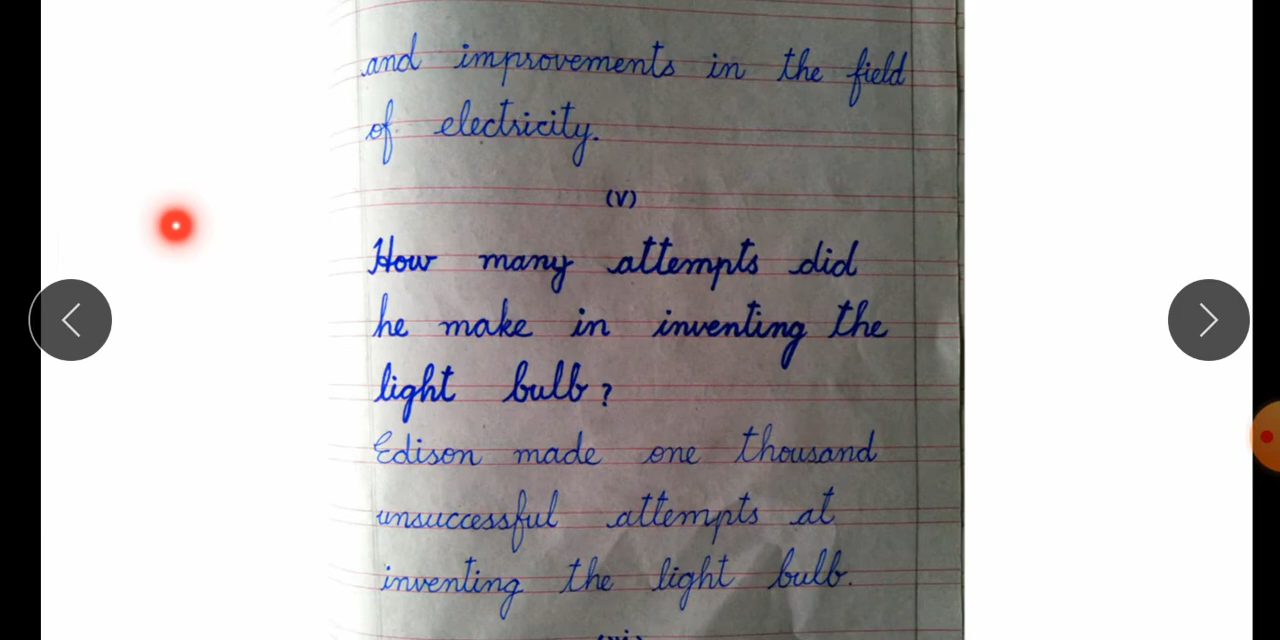 and improvements in the field
of electricity.
(V)
How many attempts did
he make in inventing the
light bulb?
Edison made one thousand
unsuccessful attempts at
inventing the light bulb.